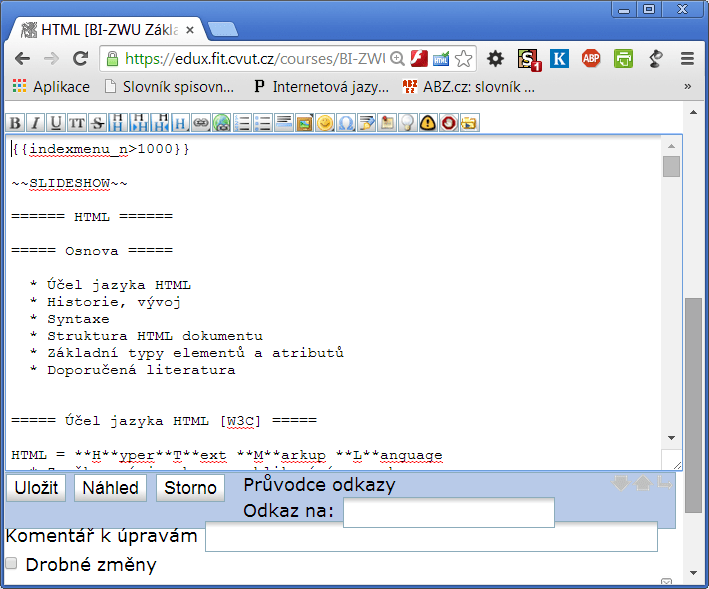 HTML [BI-ZWU Zákla
https://edux.fit.cvut.cz/courses/BI-ZWU
Aplikace Slovník spisovn... P Internetová jazy... ABZ.cz: slovník ... »
{{indexmenu_n>1000}}
~~SLIDESHOW~~
====== HTML ======
===== Osnova =====
* Účel jazyka HTML
* Historie, vývoj
* Syntaxe
* Struktura HTML dokumentu
* Základní typy elementů a atributů
* Doporučená literatura
===== Účel jazyka HTML [W3C] =====
HTML = **H**yper**T**ext **M**arkup **L**anguage
Uložit Náhled Storno Průvodce odkazy
Odkaz na:
Komentář k úpravám
Drobné změny